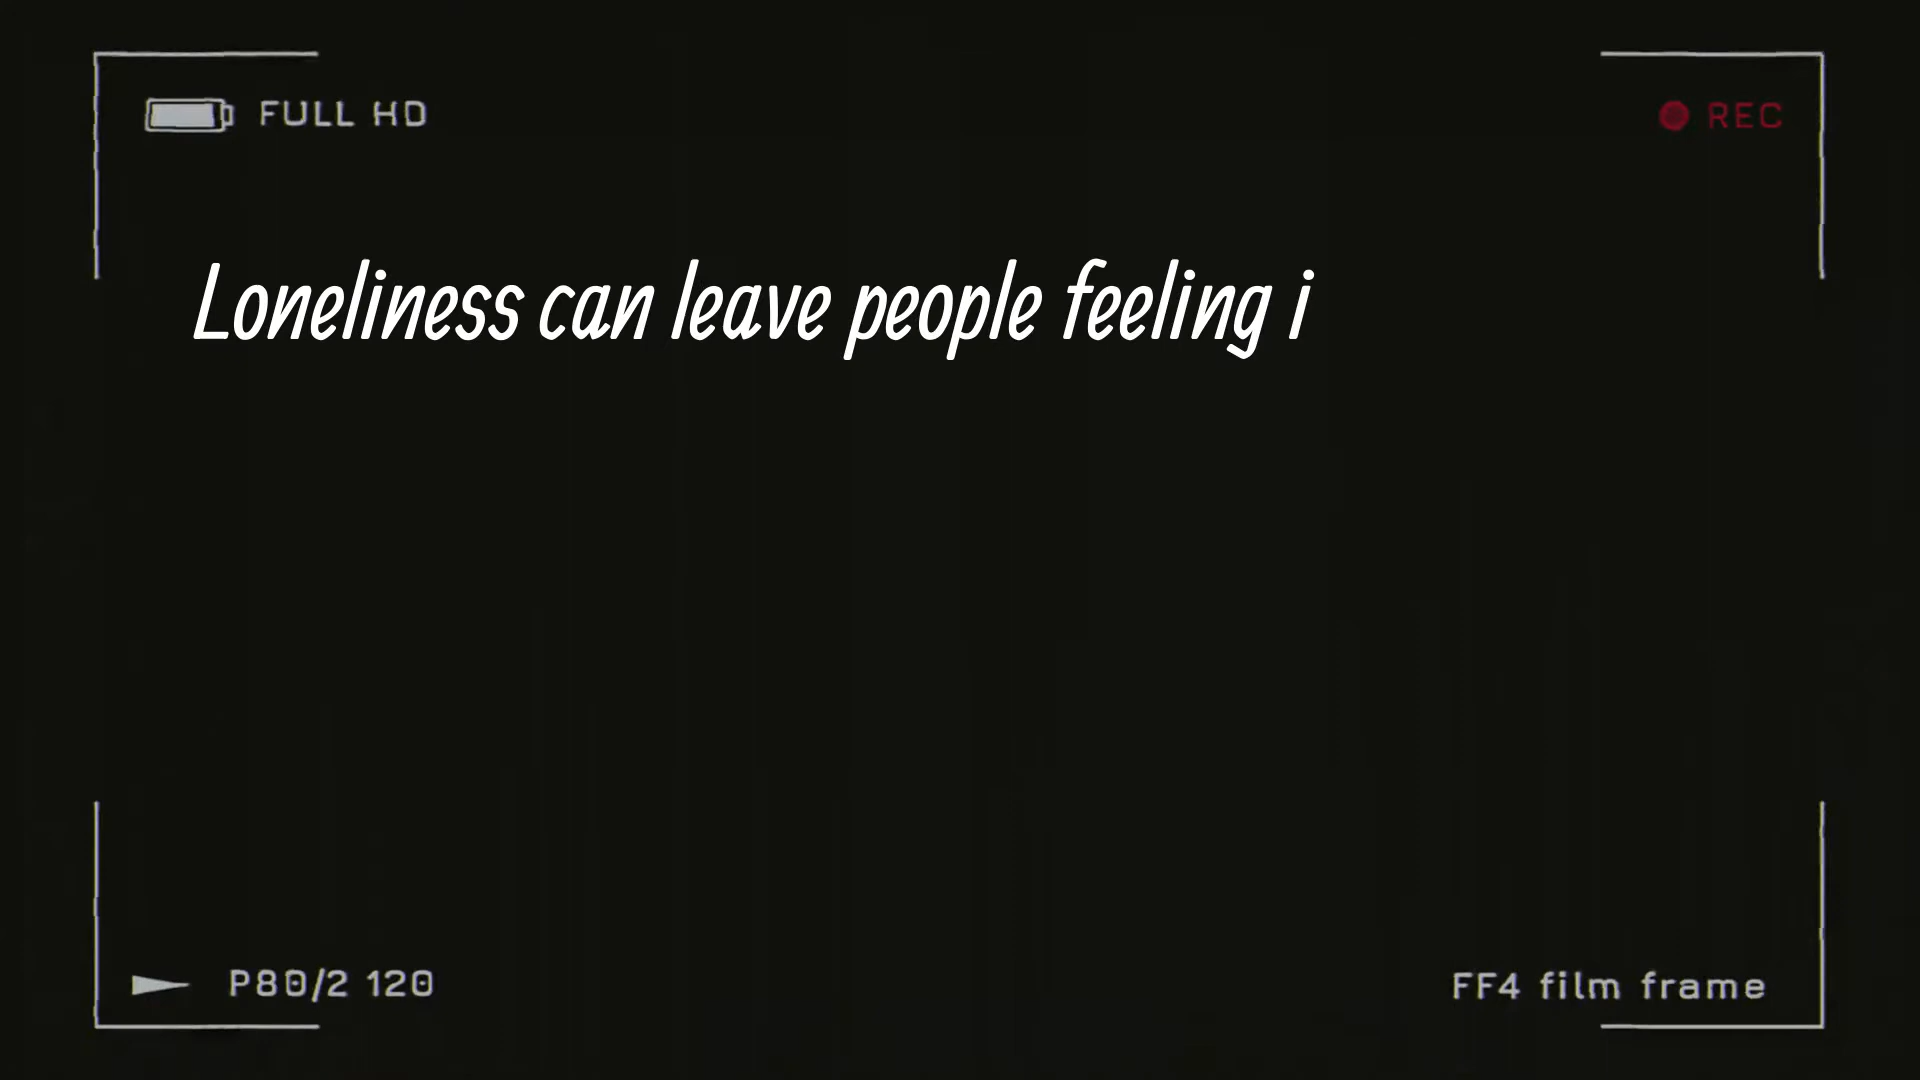 FULL HD
REC
Loneliness can leave people feeling i
P80/2 120
FF4 film frame